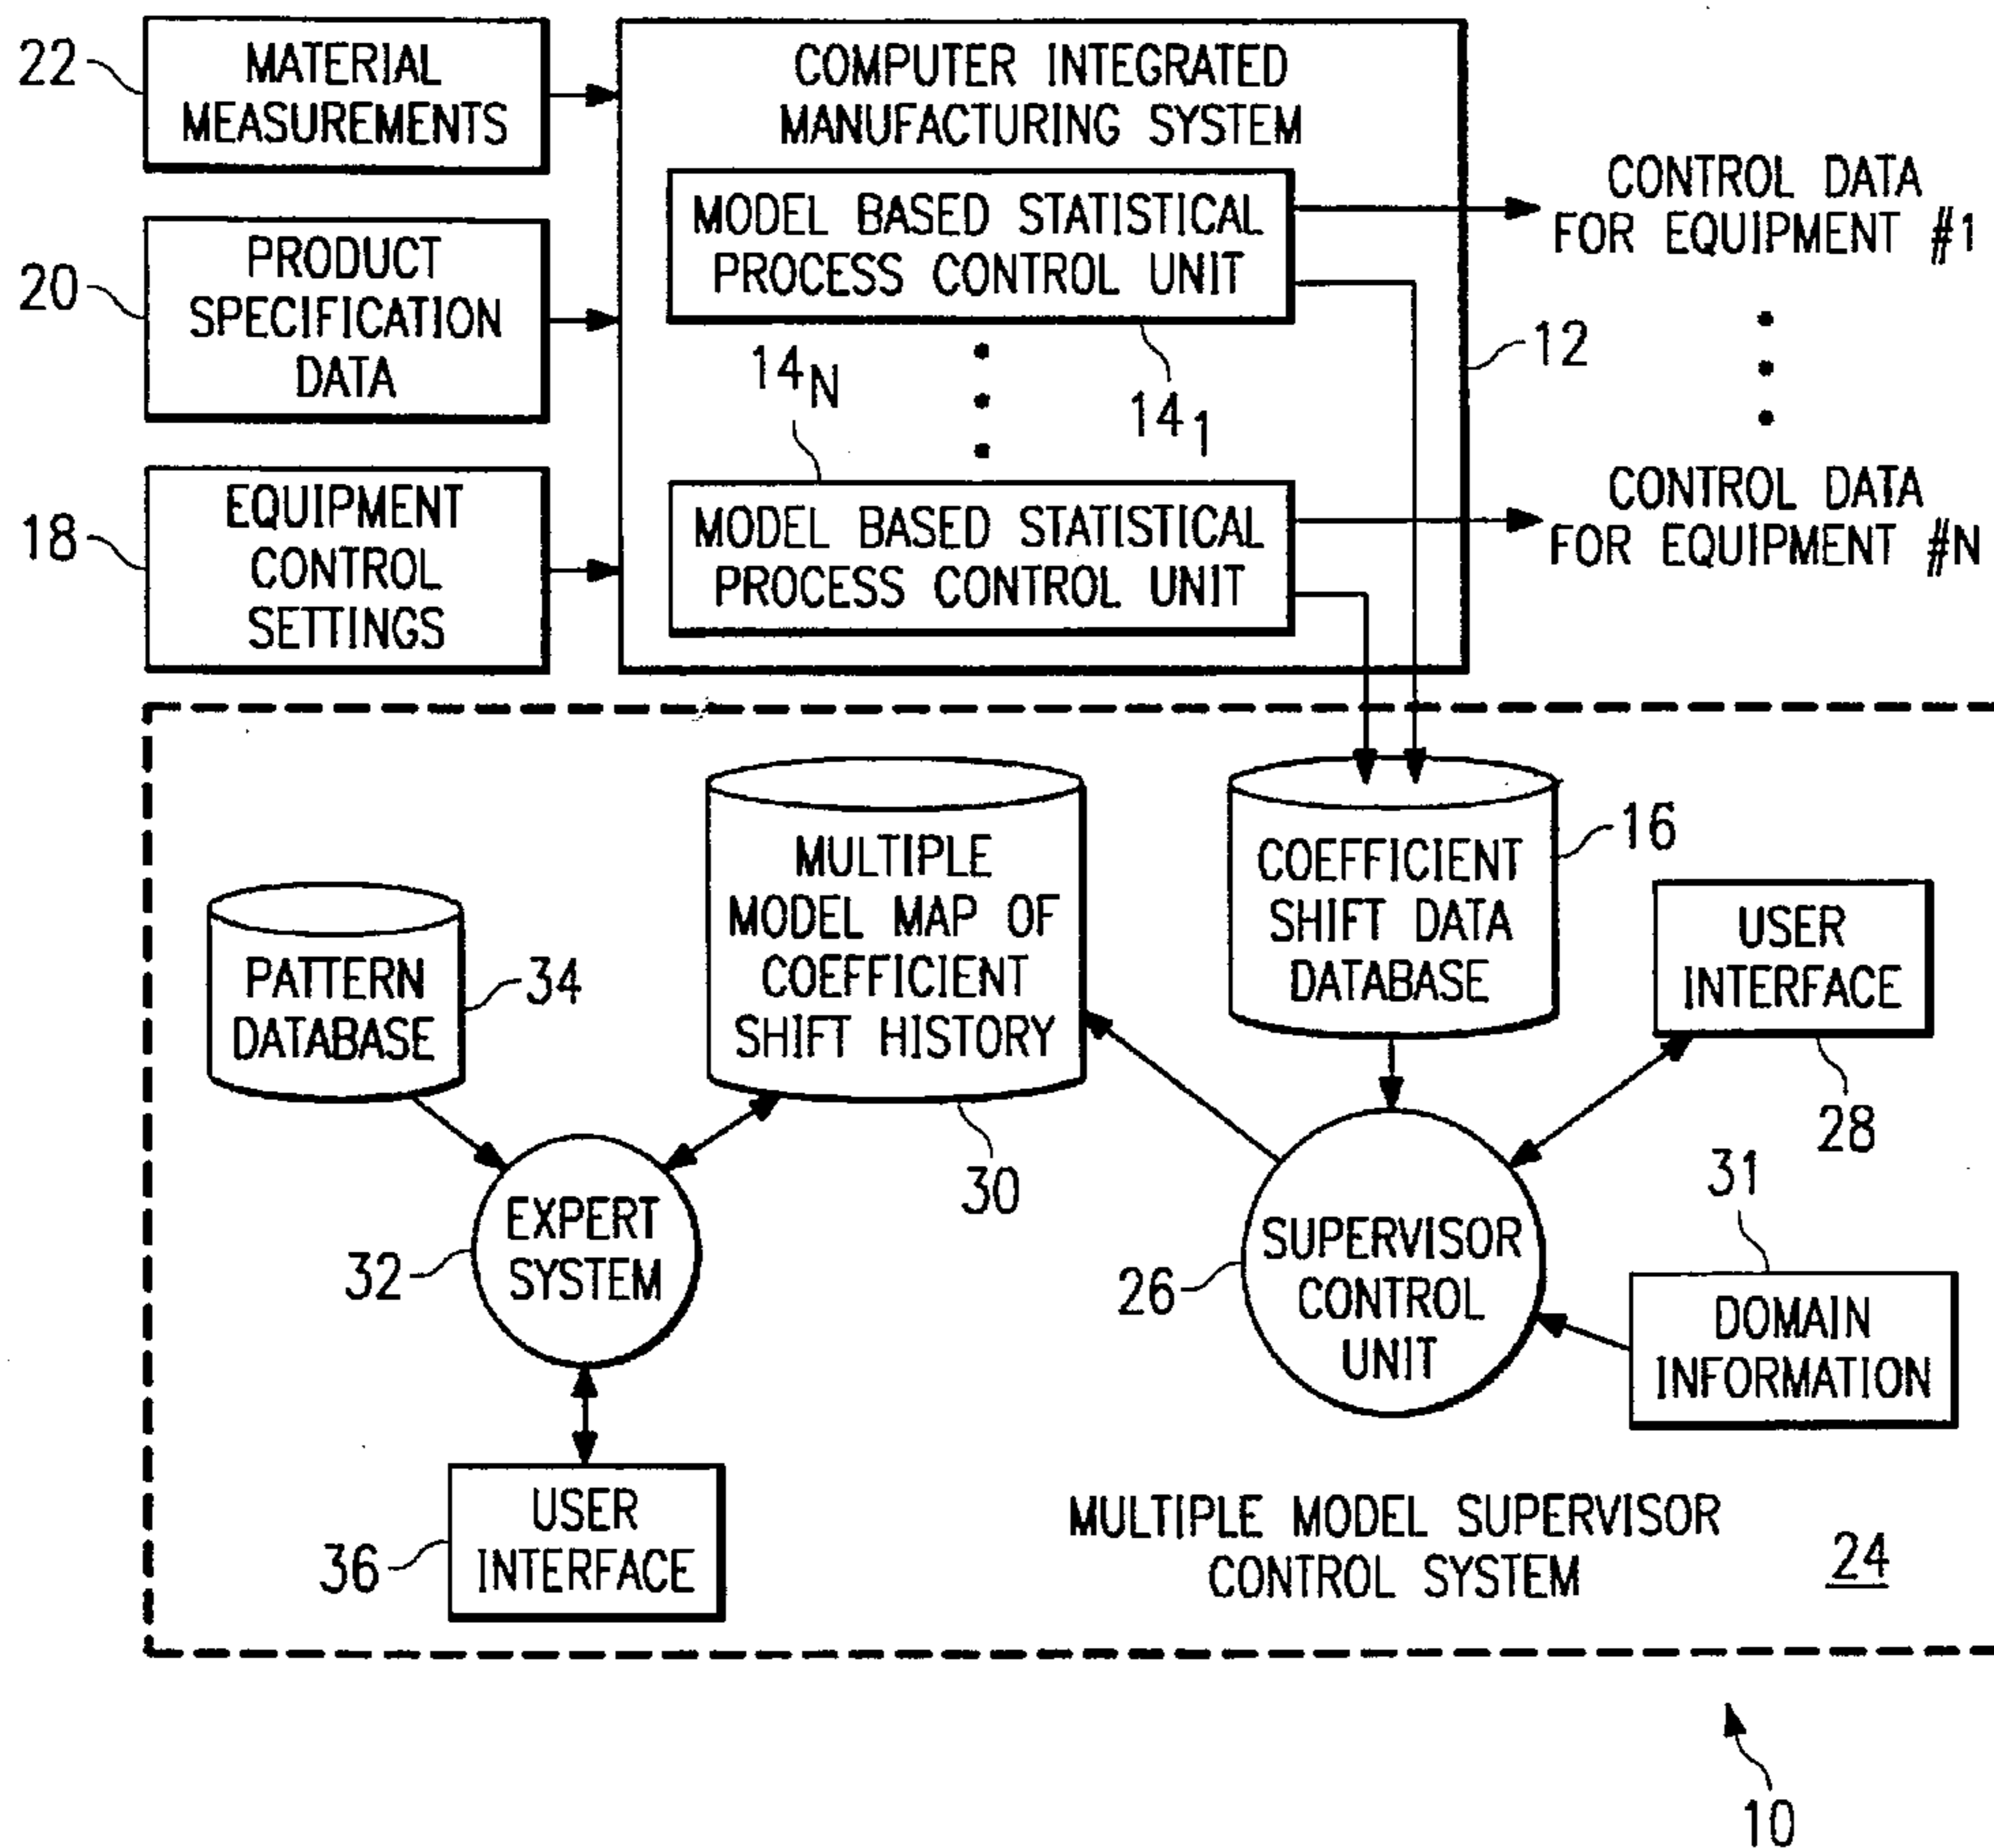 22
MATERIAL
MEASUREMENTS
20
PRODUCT
SPECIFICATION
DATA
18
EQUIPMENT
CONTROL
SETTINGS
COMPUTER INTEGRATED
MANUFACTURING SYSTEM
MODEL BASED STATISTICAL
PROCESS CONTROL UNIT
14N
141
MODEL BASED STATISTICAL
PROCESS CONTROL UNIT
12
CONTROL DATA
FOR EQUIPMENT #1
CONTROL DATA
FOR EQUIPMENT #N
PATTERN
DATABASE
34
MULTIPLE
MODEL MAP OF
COEFFICIENT
SHIFT HISTORY
30
COEFFICIENT
SHIFT DATA
DATABASE
16
USER
INTERFACE
28
EXPERT
SYSTEM
32
26
SUPERVISOR
CONTROL
UNIT
31
DOMAIN
INFORMATION
USER
INTERFACE
36
MULTIPLE MODEL SUPERVISOR
CONTROL SYSTEM
24
10